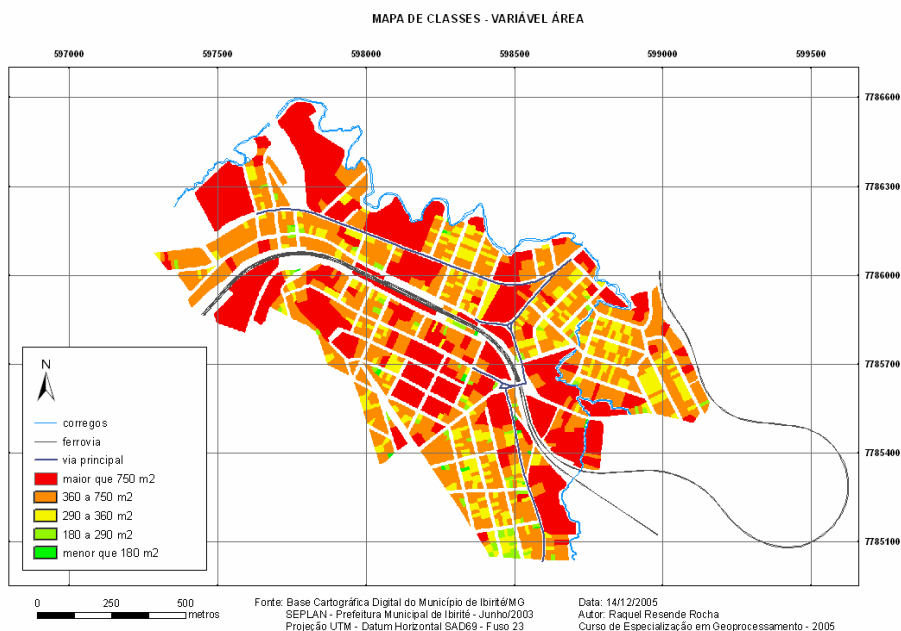 MAPA DE CLASSES - VARIÁVEL ÁREA
597000 597500 598000 598500 599000 599500
7786600
7786300
7786000
7785700
7785400
7785100
N
corregos
ferrovia
via principal
maior que 750 m2
360 a 750 m2
290 a 360 m2
180 a 290 m2
menor que 180 m2
0 250 500
metros
Fonte: Base Cartográfica Digital do Município de Ibirité/MG
SEPLAN - Prefeitura Municipal de Ibirité - Junho/2003
Projeção UTM - Datum Horizontal SAD69 - Fuso 23
Data: 14/12/2005
Autor: Raquel Resende Rocha
Curso de Especialização em Geoprocessamento - 2005